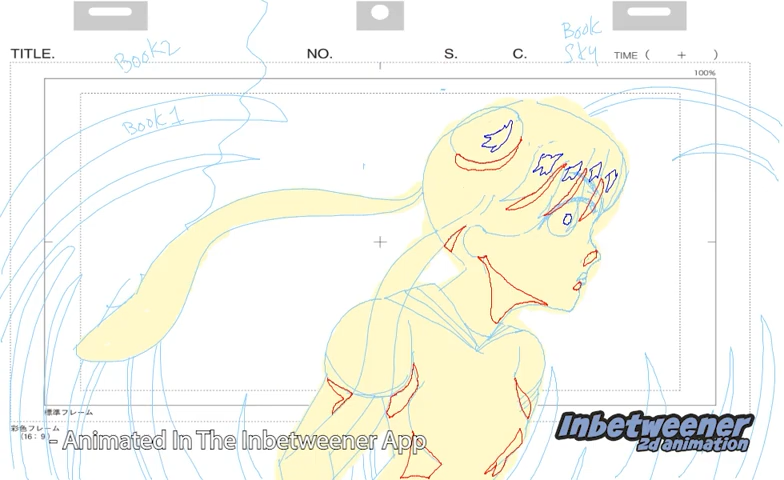 Book
Sky
TITLE.
NO.
S.
C.
TIME (    +    )
Book2
100%
Book1
標準フレーム
彩色フレーム
(16:9)
- Animated In The Inbetweener App
Inbetweener
2d animation